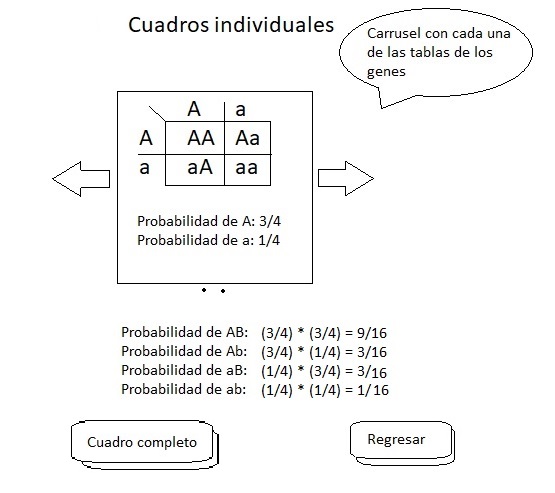 Cuadros individuales
Carrusel con cada una
de las tablas de los
genes
A a
A AA Aa
a aA aa
Probabilidad de A: 3/4
Probabilidad de a: 1/4
Probabilidad de AB: (3/4) * (3/4) = 9/16
Probabilidad de Ab: (3/4) * (1/4) = 3/16
Probabilidad de aB: (1/4) * (3/4) = 3/16
Probabilidad de ab: (1/4) * (1/4) = 1/16
Cuadro completo
Regresar